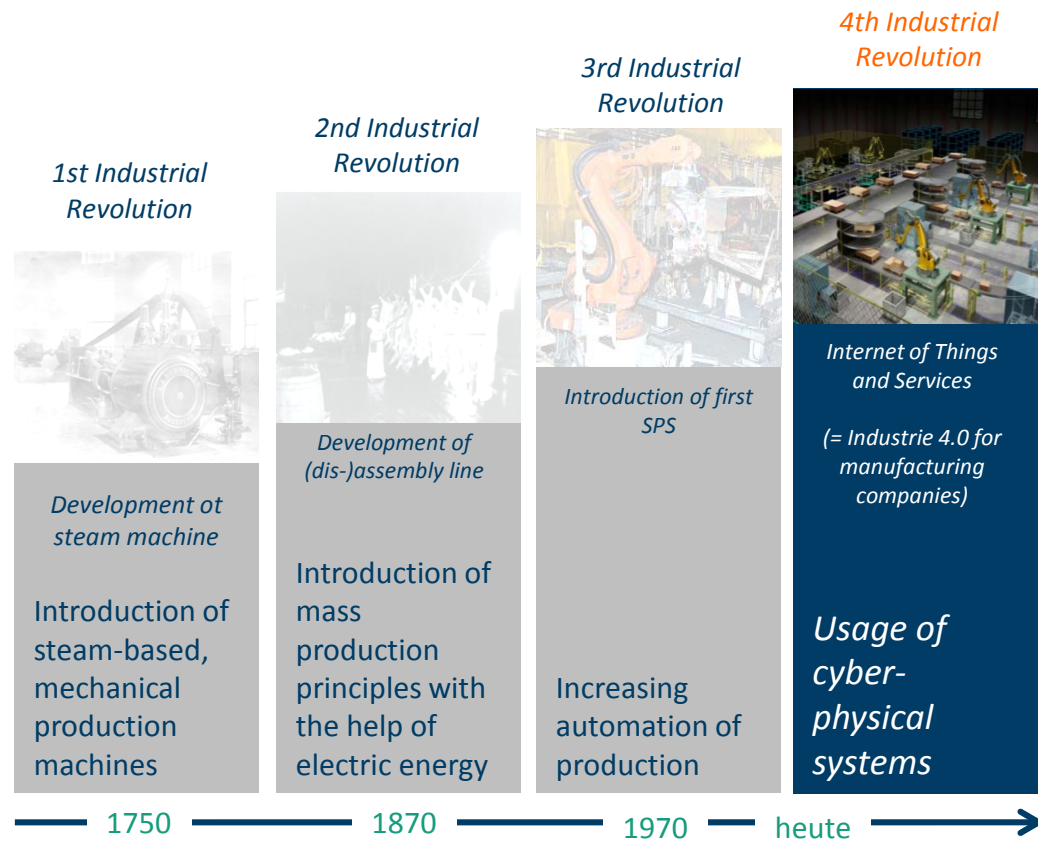 1st Industrial
Revolution
Development ot
steam machine
Introduction of
steam-based,
mechanical
production
machines
2nd Industrial
Revolution
Development of
(dis-)assembly line
Introduction of
mass
production
principles with
the help of
electric energy
3rd Industrial
Revolution
Introduction of first
SPS
Increasing
automation of
production
4th Industrial
Revolution
Internet of Things
and Services
(= Industrie 4.0 for
manufacturing
companies)
Usage of
cyber-
physical
systems
1750
1870
1970
heute